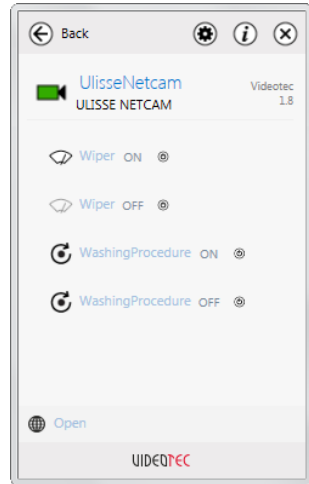 Back
UlisseNetcam
Videotec
ULISSE NETCAM
1.8
Wiper ON
Wiper OFF
WashingProcedure ON
WashingProcedure OFF
Open
VIDEOTEC